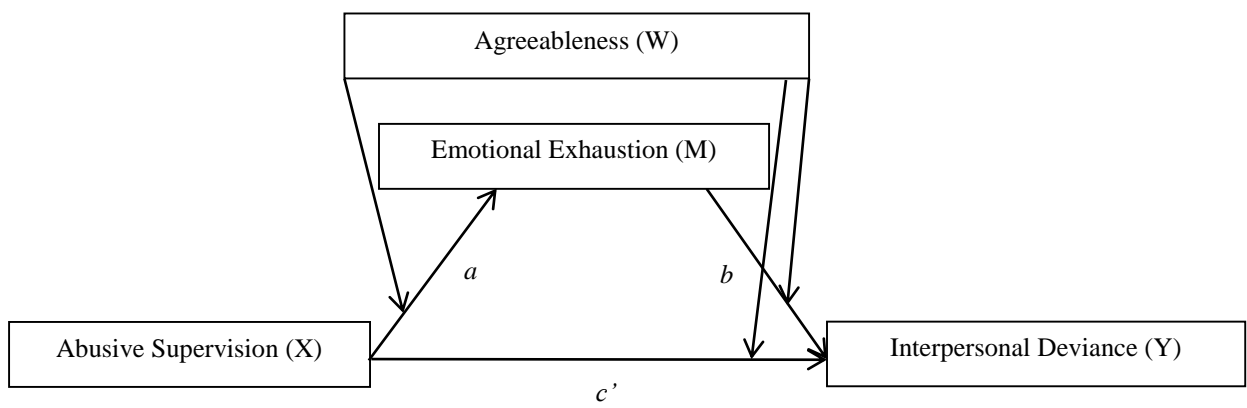 Agreeableness (W)
Emotional Exhaustion (M)
a
b
Abusive Supervision (X)
Interpersonal Deviance (Y)
c’